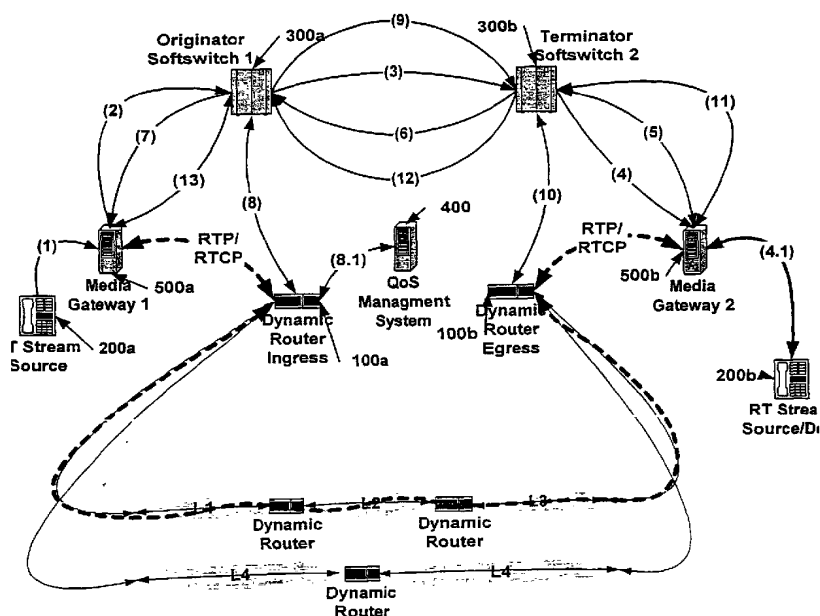 (9)
300a
300b
Originator
Softswitch 1
Terminator
Softswitch 2
(3)
(2)
(11)
(7)
(6)
(5)
(13)
(12)
(4)
(8)
(10)
400
(1)
RTP/
RTCP
(8.1)
RTP/
RTCP
(4.1)
Media
Gateway 1
500a
QoS
Managment
System
500b
Media
Gateway 2
T Stream
Source
200a
Dynamic
Router
Ingress
100a
100b
Dynamic
Router
Egress
200b
RT Strea
Source/D
L1
L2
L3
Dynamic
Router
Dynamic
Router
L4
L4
Dynamic
Router